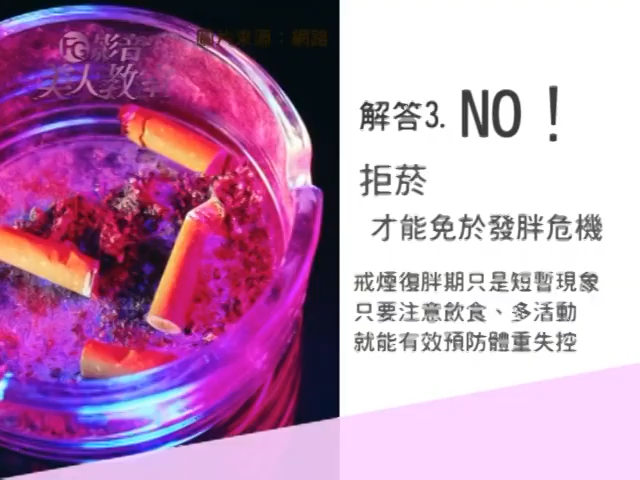 FG影音
美人教室
圖片來源：網路
解答3. NO！
拒菸
才能免於發胖危機
戒煙復胖期只是短暫現象
只要注意飲食、多活動
就能有效預防體重失控